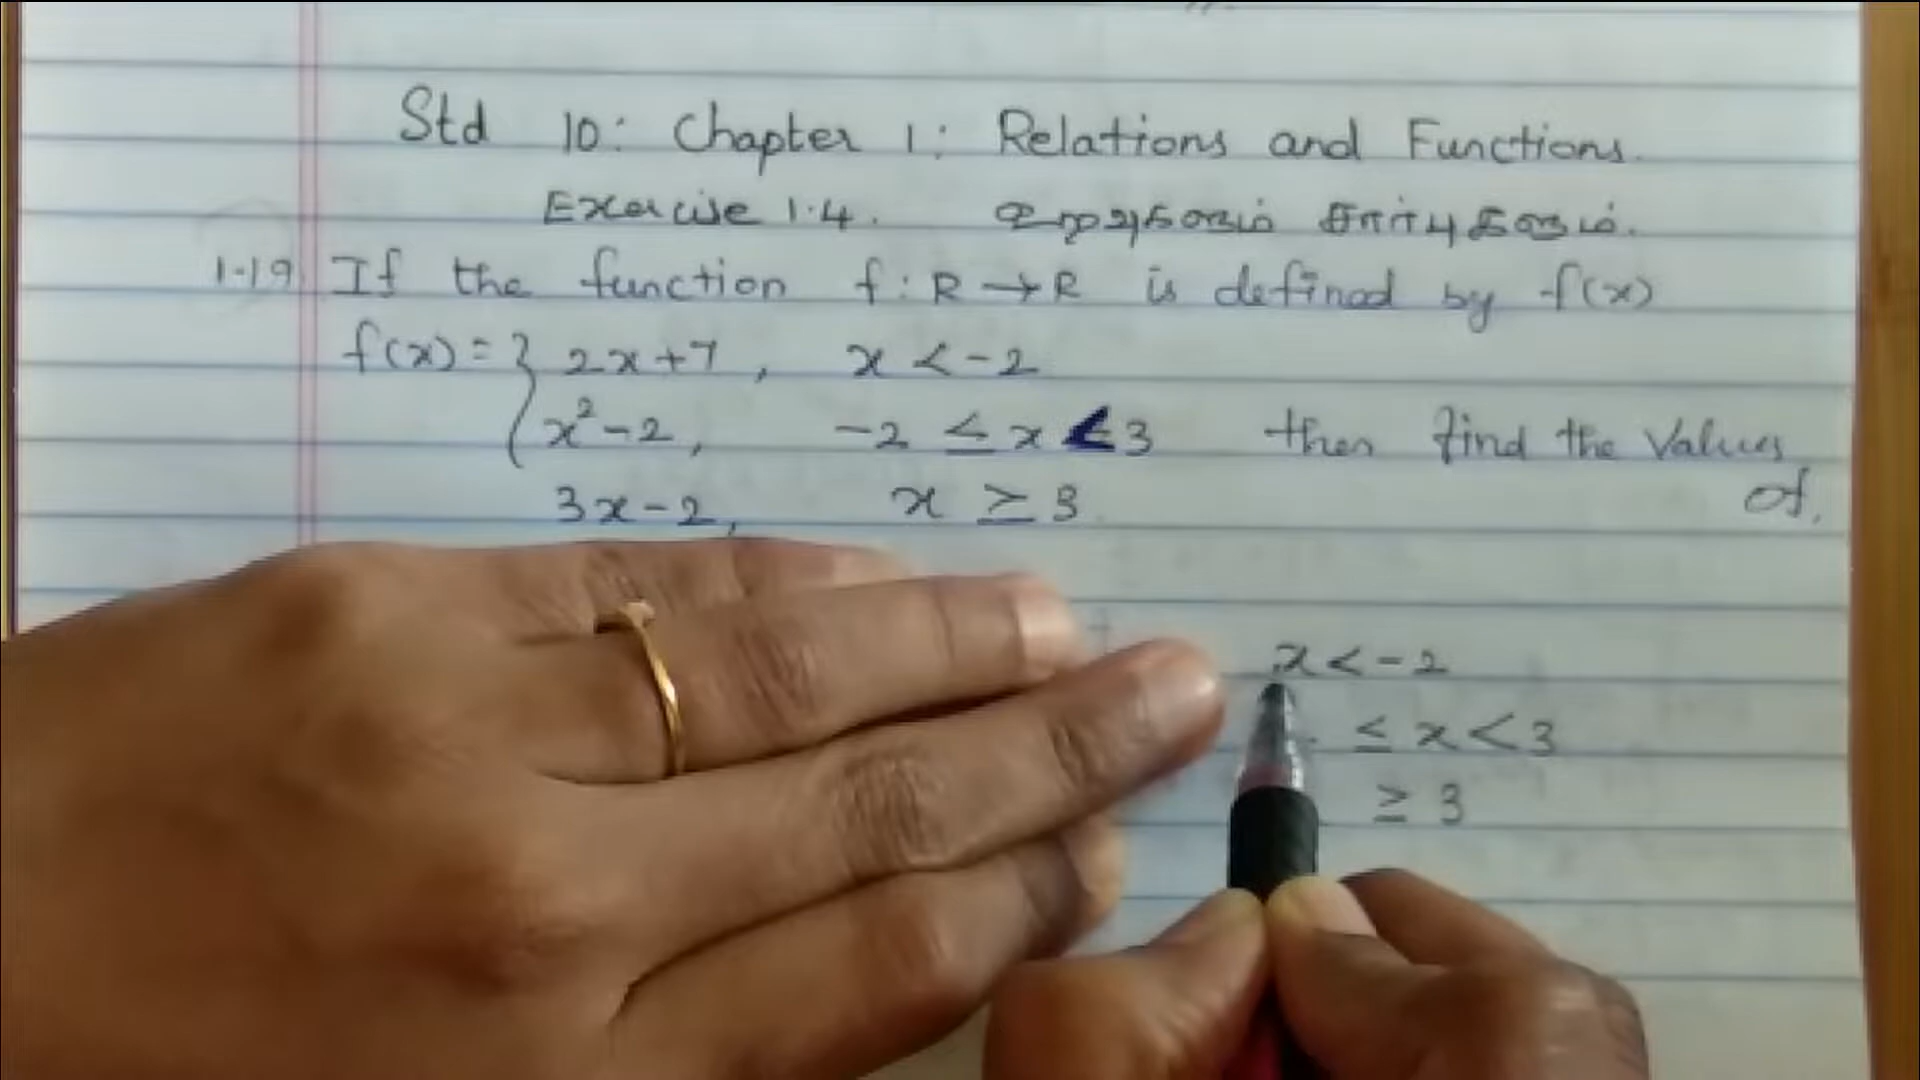 Std 10: Chapter 1: Relations and Functions.
Exercise 1.4. உறவுகளும் சார்புகளும்.
1-19 If the function f: R → R is defined by f(x)
f(x) = { 2x+7, x < -2
x²-2, -2 ≤ x < 3 then find the Values
of,
3x-2, x ≥ 3
x < -2
≤ x < 3
≥ 3